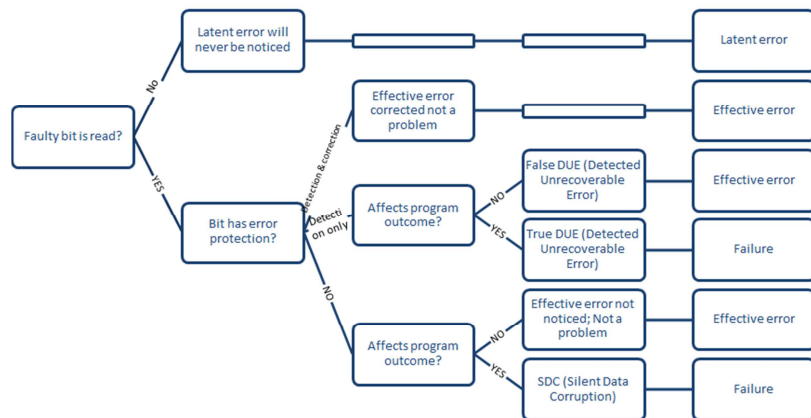 Latent error will
never be noticed
Latent error
No
Faulty bit is read?
YES
Effective error
corrected not a
problem
Effective error
Detection & correction
Bit has error
protection?
Detecti
on only
Affects program
outcome?
NO
False DUE (Detected
Unrecoverable
Error)
Effective error
YES
True DUE (Detected
Unrecoverable
Error)
Failure
NO
Affects program
outcome?
NO
Effective error not
noticed; Not a
problem
Effective error
YES
SDC (Silent Data
Corruption)
Failure